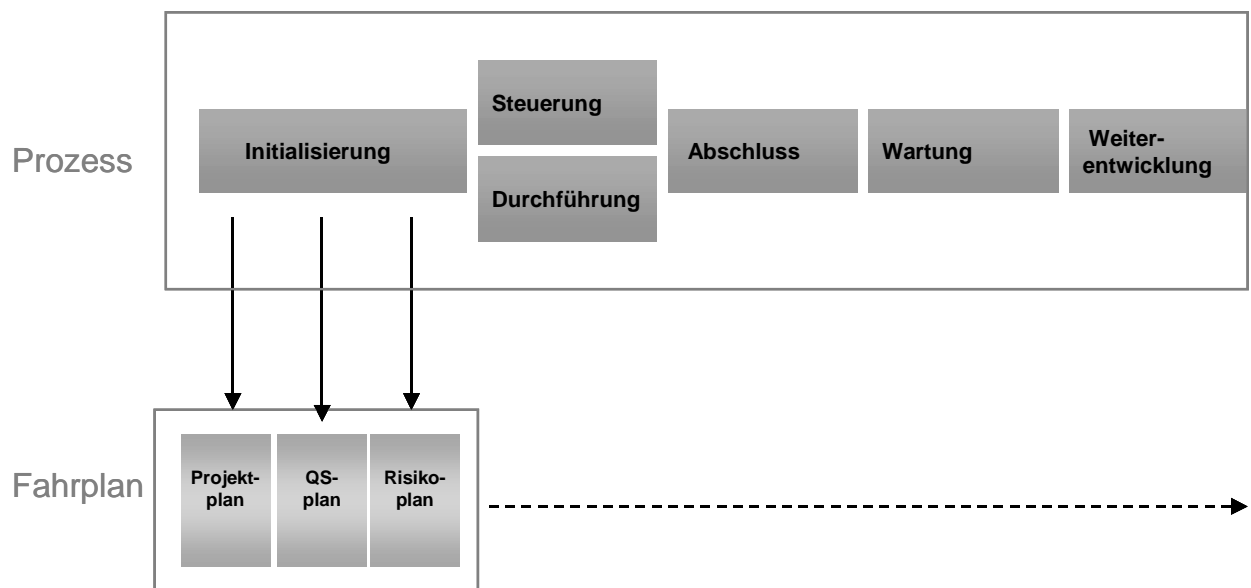 Prozess
Initialisierung
Steuerung
Durchführung
Abschluss
Wartung
Weiter-
entwicklung
Fahrplan
Projekt-
plan
QS-
plan
Risiko-
plan